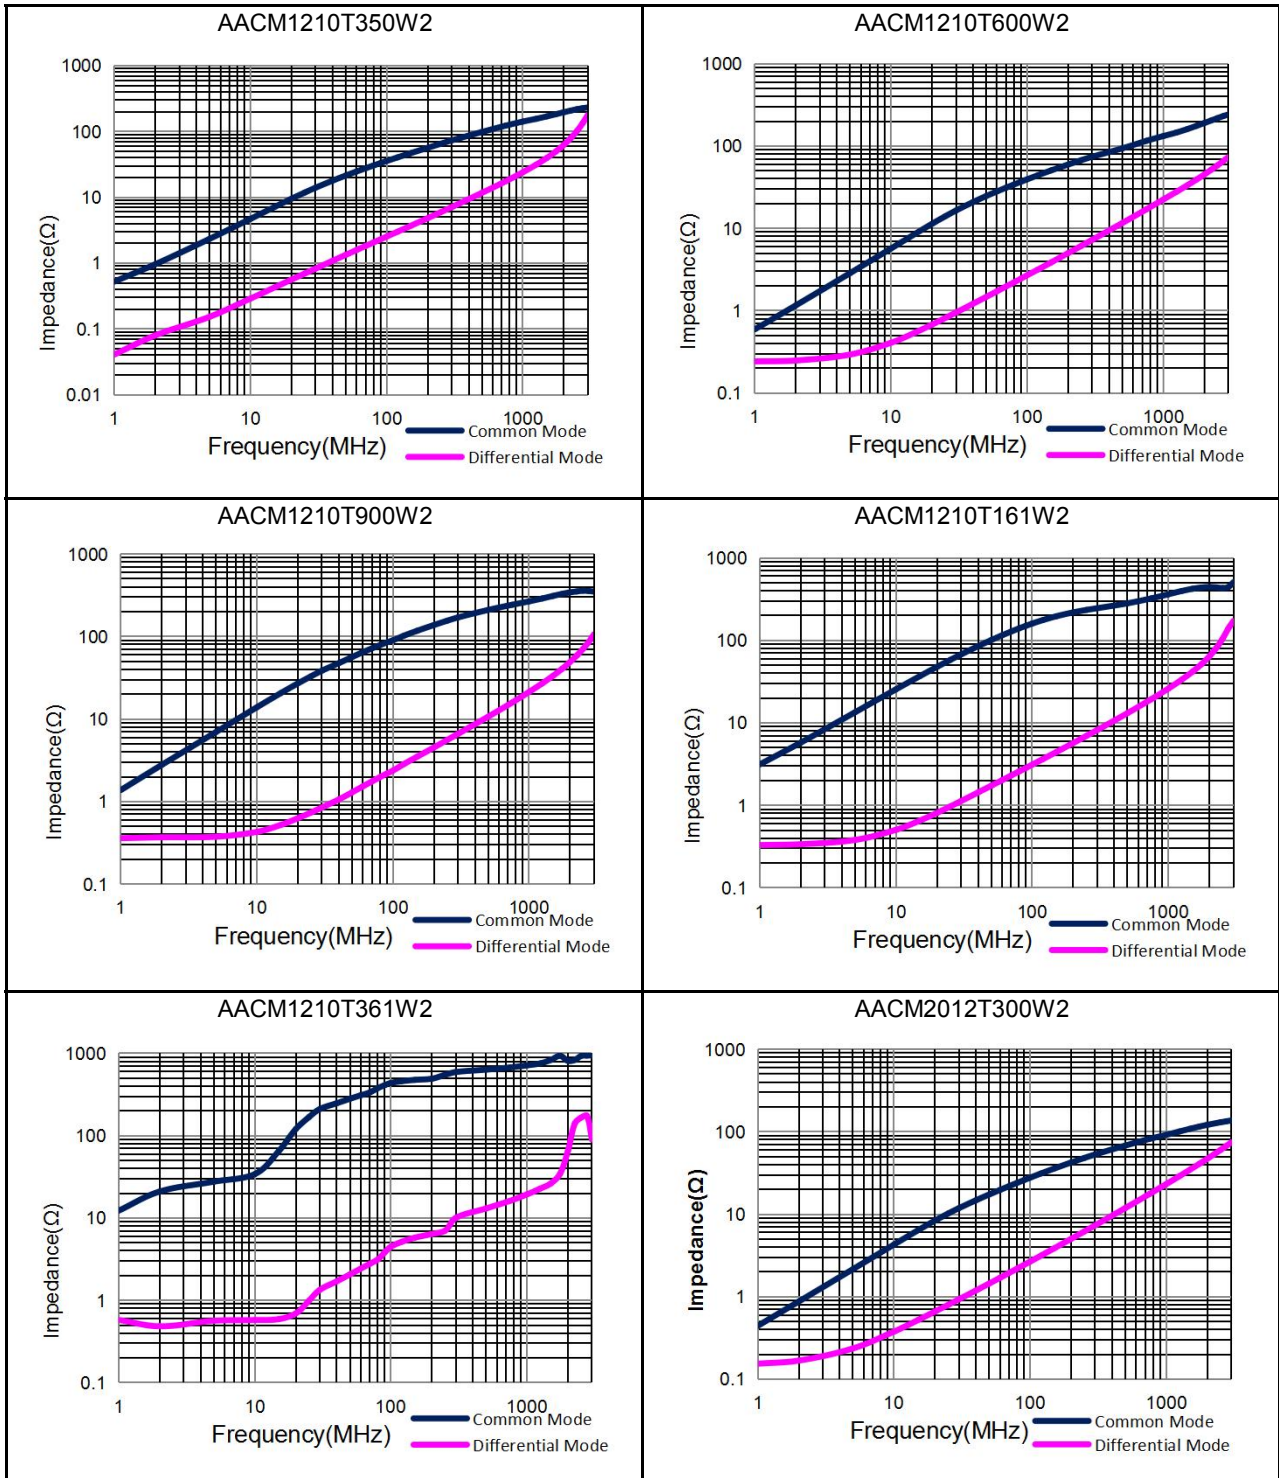 AACM1210T350W2
1000
100
10
1
0.1
0.01
Impedance(Ω)
1 10 100 1000
Frequency(MHz)
Common Mode
Differential Mode
AACM1210T600W2
1000
100
10
1
0.1
Impedance(Ω)
1 10 100 1000
Frequency(MHz)
Common Mode
Differential Mode
AACM1210T900W2
1000
100
10
1
0.1
Impedance(Ω)
1 10 100 1000
Frequency(MHz)
Common Mode
Differential Mode
AACM1210T161W2
1000
100
10
1
0.1
Impedance(Ω)
1 10 100 1000
Frequency(MHz)
Common Mode
Differential Mode
AACM1210T361W2
1000
100
10
1
0.1
Impedance(Ω)
1 10 100 1000
Frequency(MHz)
Common Mode
Differential Mode
AACM2012T300W2
1000
100
10
1
0.1
Impedance(Ω)
1 10 100 1000
Frequency(MHz)
Common Mode
Differential Mode